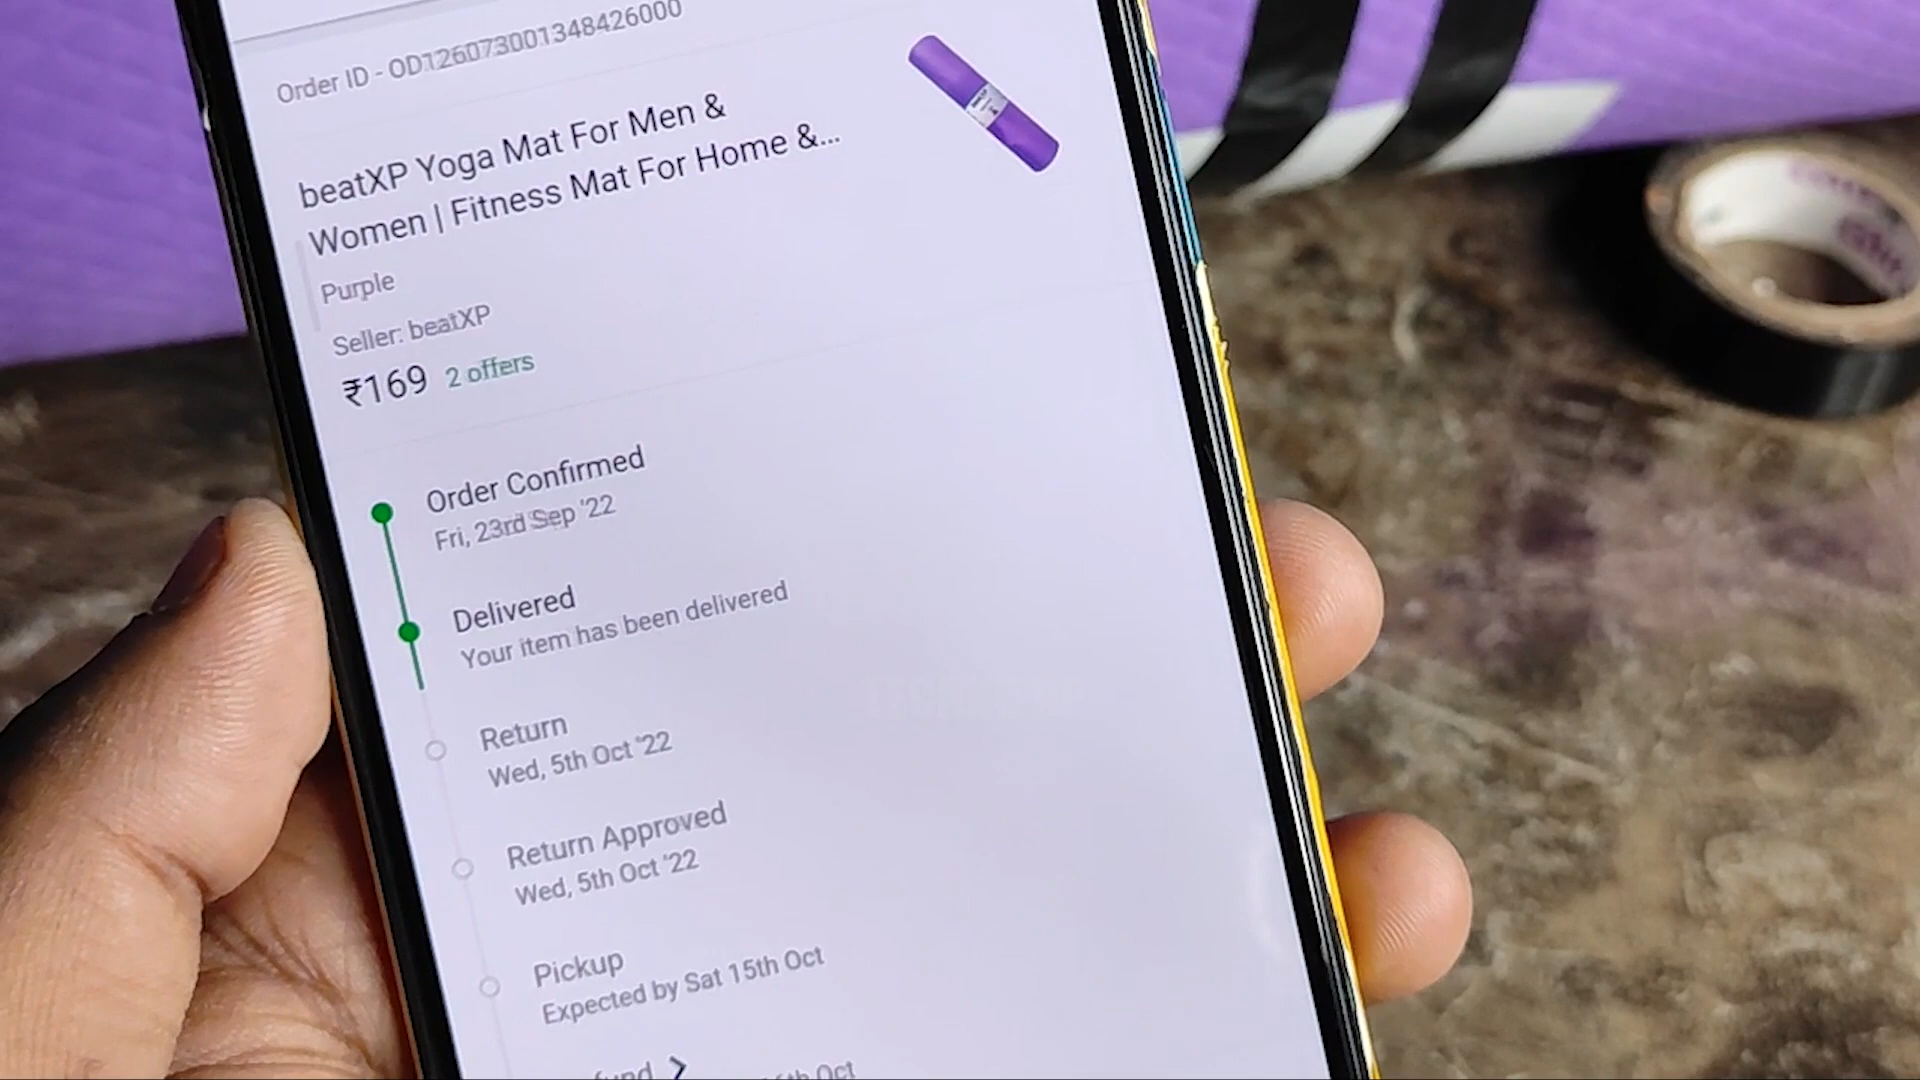 Order ID - OD126073001348426000
beatXP Yoga Mat For Men &
Women | Fitness Mat For Home &...
Purple
Seller: beatXP
₹169 2 offers
Order Confirmed
Fri, 23rd Sep '22
Delivered
Your item has been delivered
Return
Wed, 5th Oct '22
Return Approved
Wed, 5th Oct '22
Pickup
Expected by Sat 15th Oct